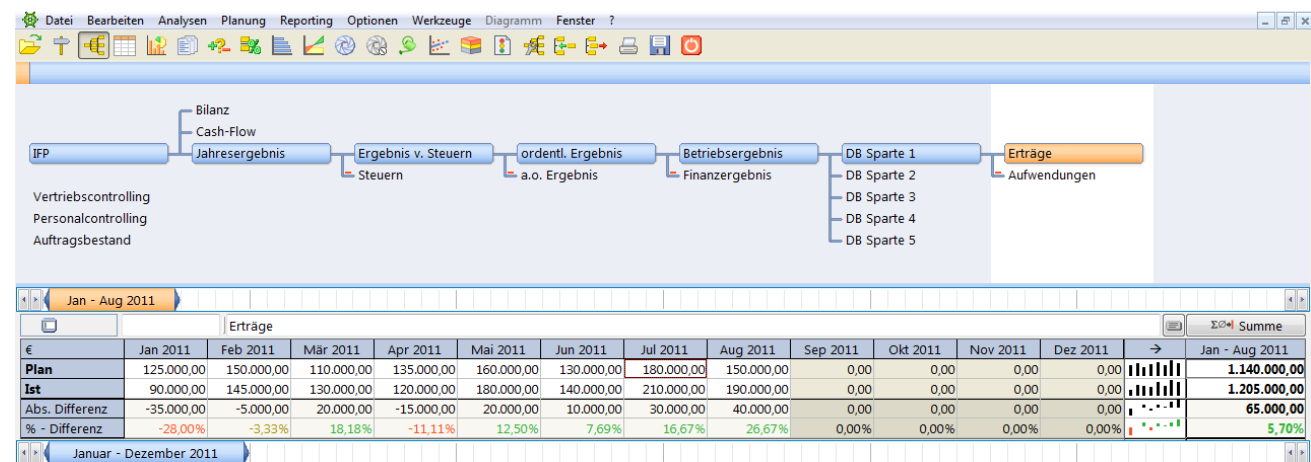 Datei Bearbeiten Analysen Planung Reporting Optionen Werkzeuge Diagramm Fenster ?
Bilanz
Cash-Flow
IFP Jahresergebnis Ergebnis v. Steuern ordentl. Ergebnis Betriebsergebnis DB Sparte 1 Erträge
Steuern a.o. Ergebnis Finanzergebnis DB Sparte 2 Aufwendungen
Vertriebscontrolling DB Sparte 3
Personalcontrolling DB Sparte 4
Auftragsbestand DB Sparte 5
Jan - Aug 2011
Erträge ΣØ Summe
€ Jan 2011 Feb 2011 Mär 2011 Apr 2011 Mai 2011 Jun 2011 Jul 2011 Aug 2011 Sep 2011 Okt 2011 Nov 2011 Dez 2011 → Jan - Aug 2011
Plan 125.000,00 150.000,00 110.000,00 135.000,00 160.000,00 130.000,00 180.000,00 150.000,00 0,00 0,00 0,00 0,00 1.140.000,00
Ist 90.000,00 145.000,00 130.000,00 120.000,00 180.000,00 140.000,00 210.000,00 190.000,00 0,00 0,00 0,00 0,00 1.205.000,00
Abs. Differenz -35.000,00 -5.000,00 20.000,00 -15.000,00 20.000,00 10.000,00 30.000,00 40.000,00 0,00 0,00 0,00 0,00 65.000,00
% - Differenz -28,00% -3,33% 18,18% -11,11% 12,50% 7,69% 16,67% 26,67% 0,00% 0,00% 0,00% 0,00% 5,70%
Januar - Dezember 2011